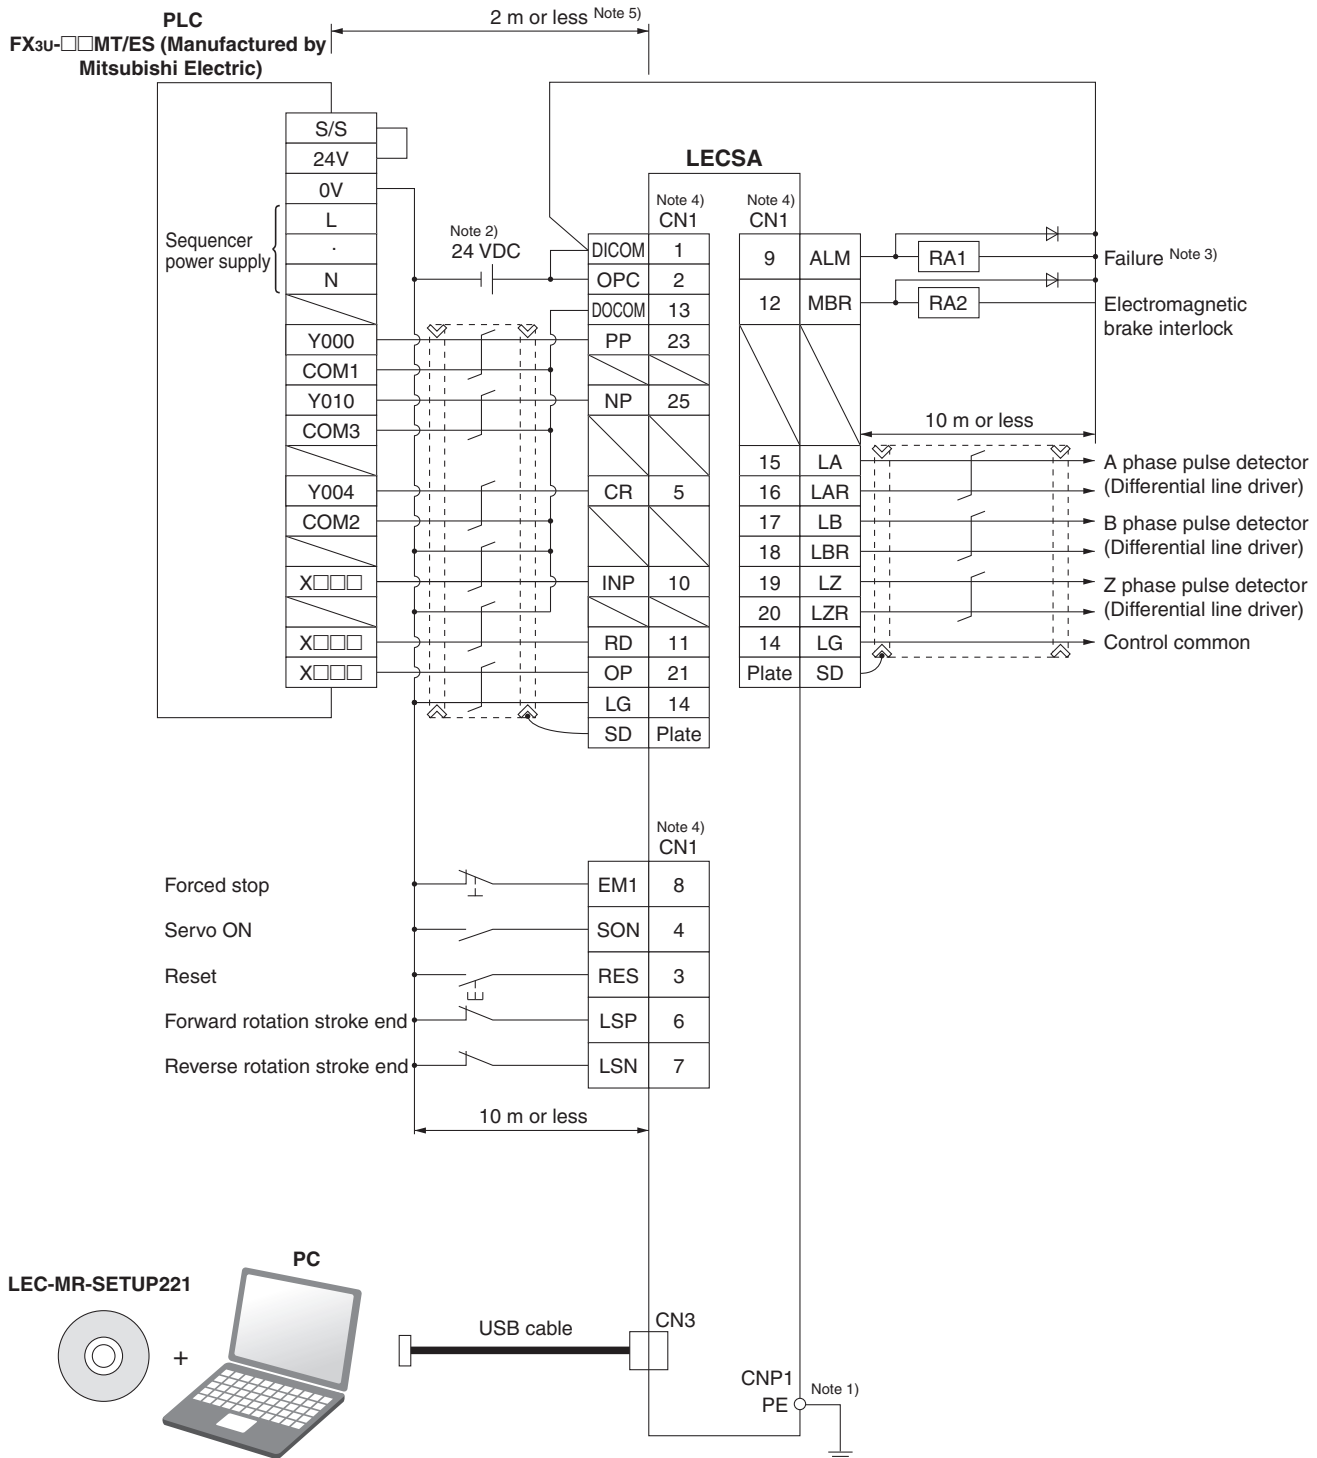 PLC
FX3U-□□MT/ES (Manufactured by
Mitsubishi Electric)
2 m or less Note 5)
S/S
24V
0V
L
·
N
Sequencer
power supply
Y000
COM1
Y010
COM3
Y004
COM2
X□□□
X□□□
X□□□
Note 2)
24 VDC
LECSA
Note 4)
CN1
DICOM 1
OPC 2
DOCOM 13
PP 23
NP 25
CR 5
INP 10
RD 11
OP 21
LG 14
SD Plate
Note 4)
CN1
9 ALM
12 MBR
15 LA
16 LAR
17 LB
18 LBR
19 LZ
20 LZR
14 LG
Plate SD
RA1
RA2
Failure Note 3)
Electromagnetic
brake interlock
10 m or less
A phase pulse detector
(Differential line driver)
B phase pulse detector
(Differential line driver)
Z phase pulse detector
(Differential line driver)
Control common
Note 4)
CN1
Forced stop
EM1 8
Servo ON
SON 4
Reset
RES 3
Forward rotation stroke end
LSP 6
Reverse rotation stroke end
LSN 7
10 m or less
PC
LEC-MR-SETUP221
+
USB cable
CN3
CNP1
PE
Note 1)